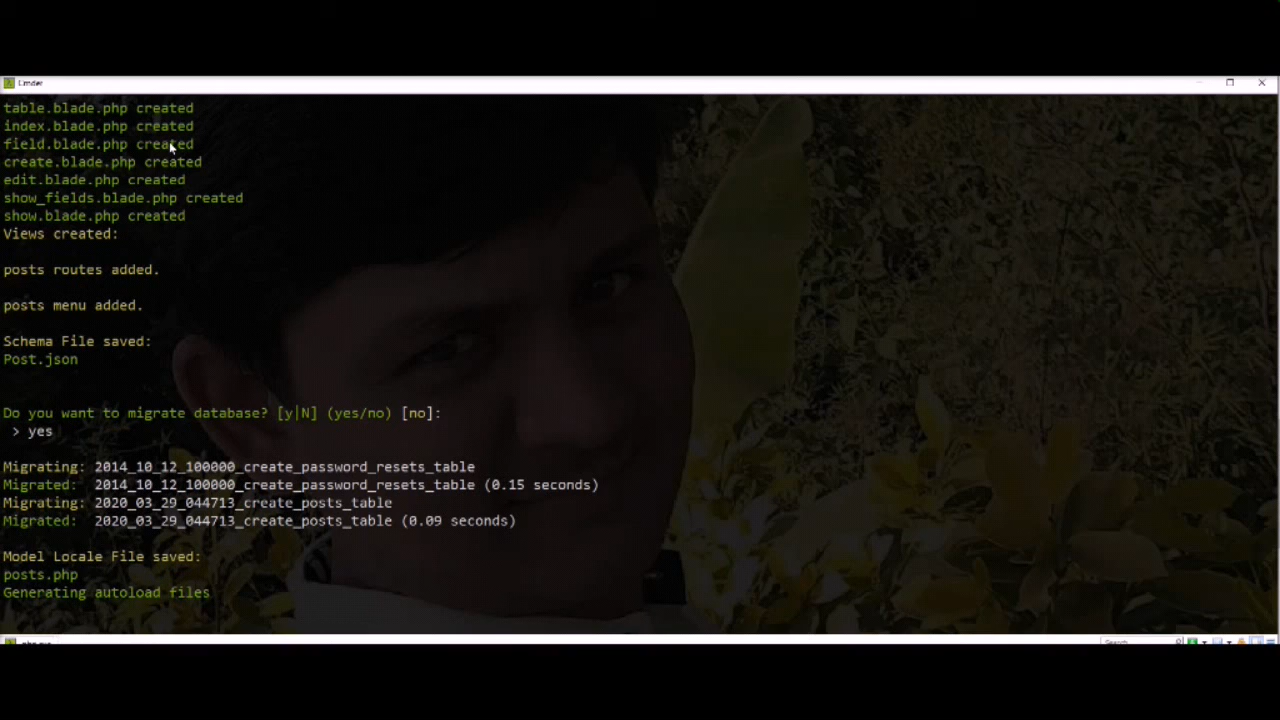 Cmder
table.blade.php created
index.blade.php created
field.blade.php created
create.blade.php created
edit.blade.php created
show_fields.blade.php created
show.blade.php created
Views created:
posts routes added.
posts menu added.
Schema File saved:
Post.json
Do you want to migrate database? [y|N] (yes/no) [no]:
> yes
Migrating: 2014_10_12_100000_create_password_resets_table
Migrated:  2014_10_12_100000_create_password_resets_table (0.15 seconds)
Migrating: 2020_03_29_044713_create_posts_table
Migrated:  2020_03_29_044713_create_posts_table (0.09 seconds)
Model Locale File saved:
posts.php
Generating autoload files
Search